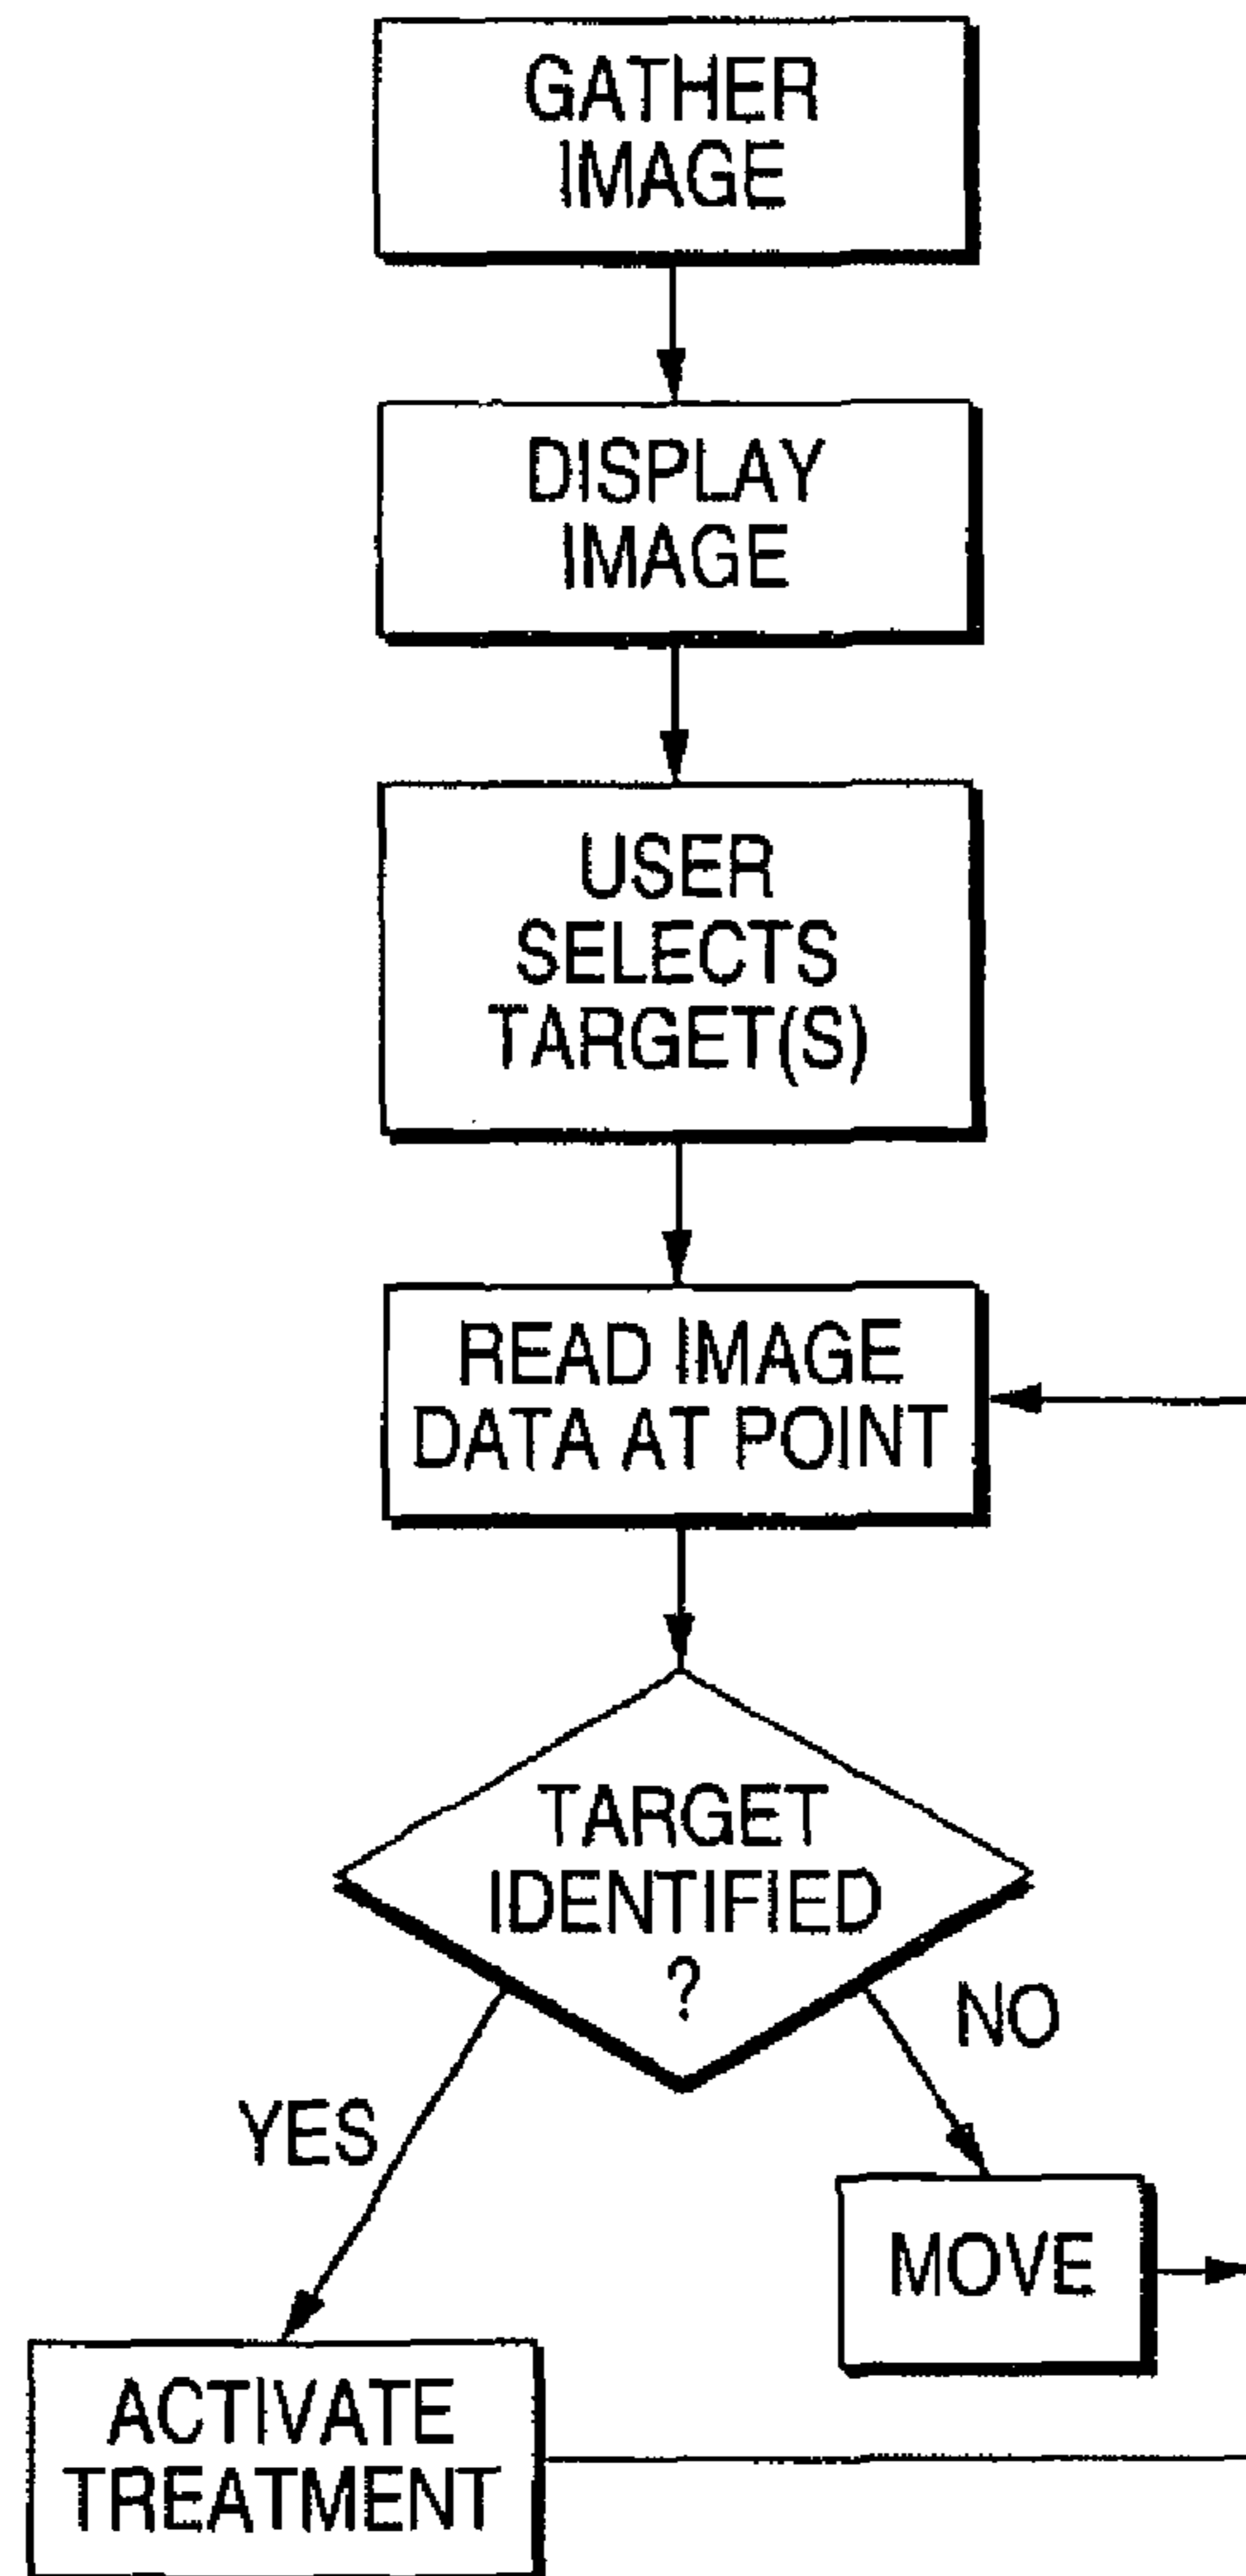 GATHER
IMAGE
DISPLAY
IMAGE
USER
SELECTS
TARGET(S)
READ IMAGE
DATA AT POINT
TARGET
IDENTIFIED
?
YES
NO
MOVE
ACTIVATE
TREATMENT